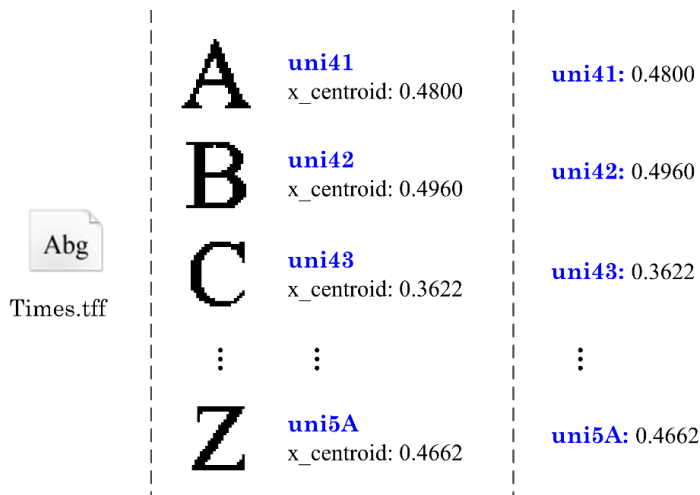 Abg
Times.tff
A
uni41
x_centroid: 0.4800
B
uni42
x_centroid: 0.4960
C
uni43
x_centroid: 0.3622
⋮ ⋮
Z
uni5A
x_centroid: 0.4662
uni41: 0.4800
uni42: 0.4960
uni43: 0.3622
⋮
uni5A: 0.4662